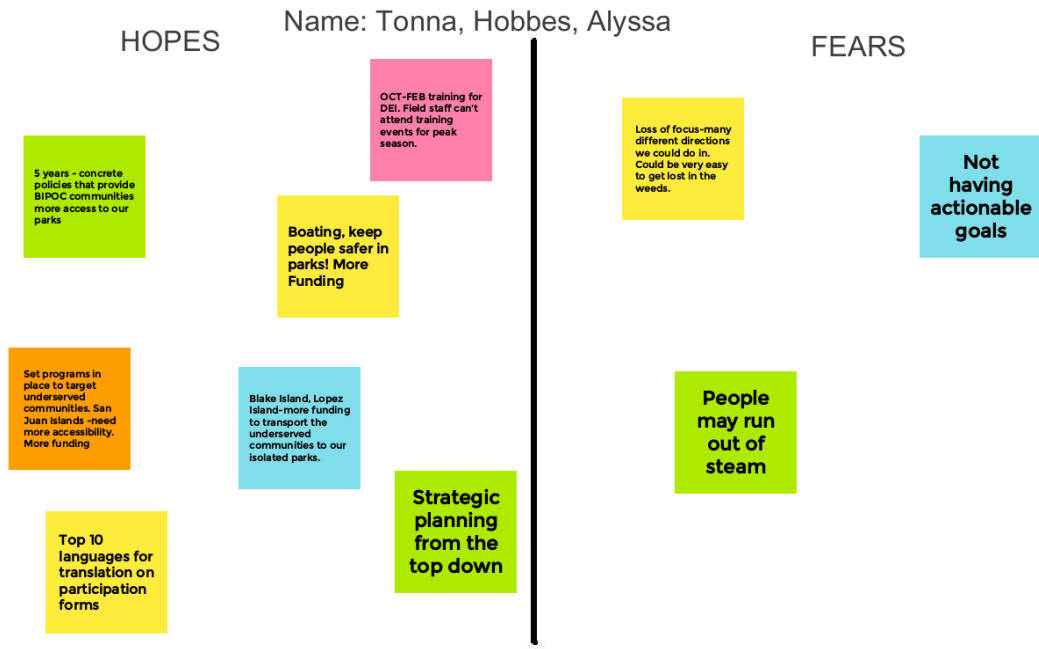 Name: Tonna, Hobbes, Alyssa
HOPES
OCT-FEB training for
DEI. Field staff can't
attend training
events for peak
season.
5 years - concrete
policies that provide
BIPOC communities
more access to our
parks
Boating, keep
people safer in
parks! More
Funding
Set programs in
place to target
underserved
communities. San
Juan Islands -need
more accessibility.
More funding
Blake Island, Lopez
Island-more funding
to transport the
underserved
communities to our
isolated parks.
Strategic
planning
from the
top down
Top 10
languages for
translation on
participation
forms
FEARS
Loss of focus-many
different directions
we could do in.
Could be very easy
to get lost in the
weeds.
Not
having
actionable
goals
People
may run
out of
steam